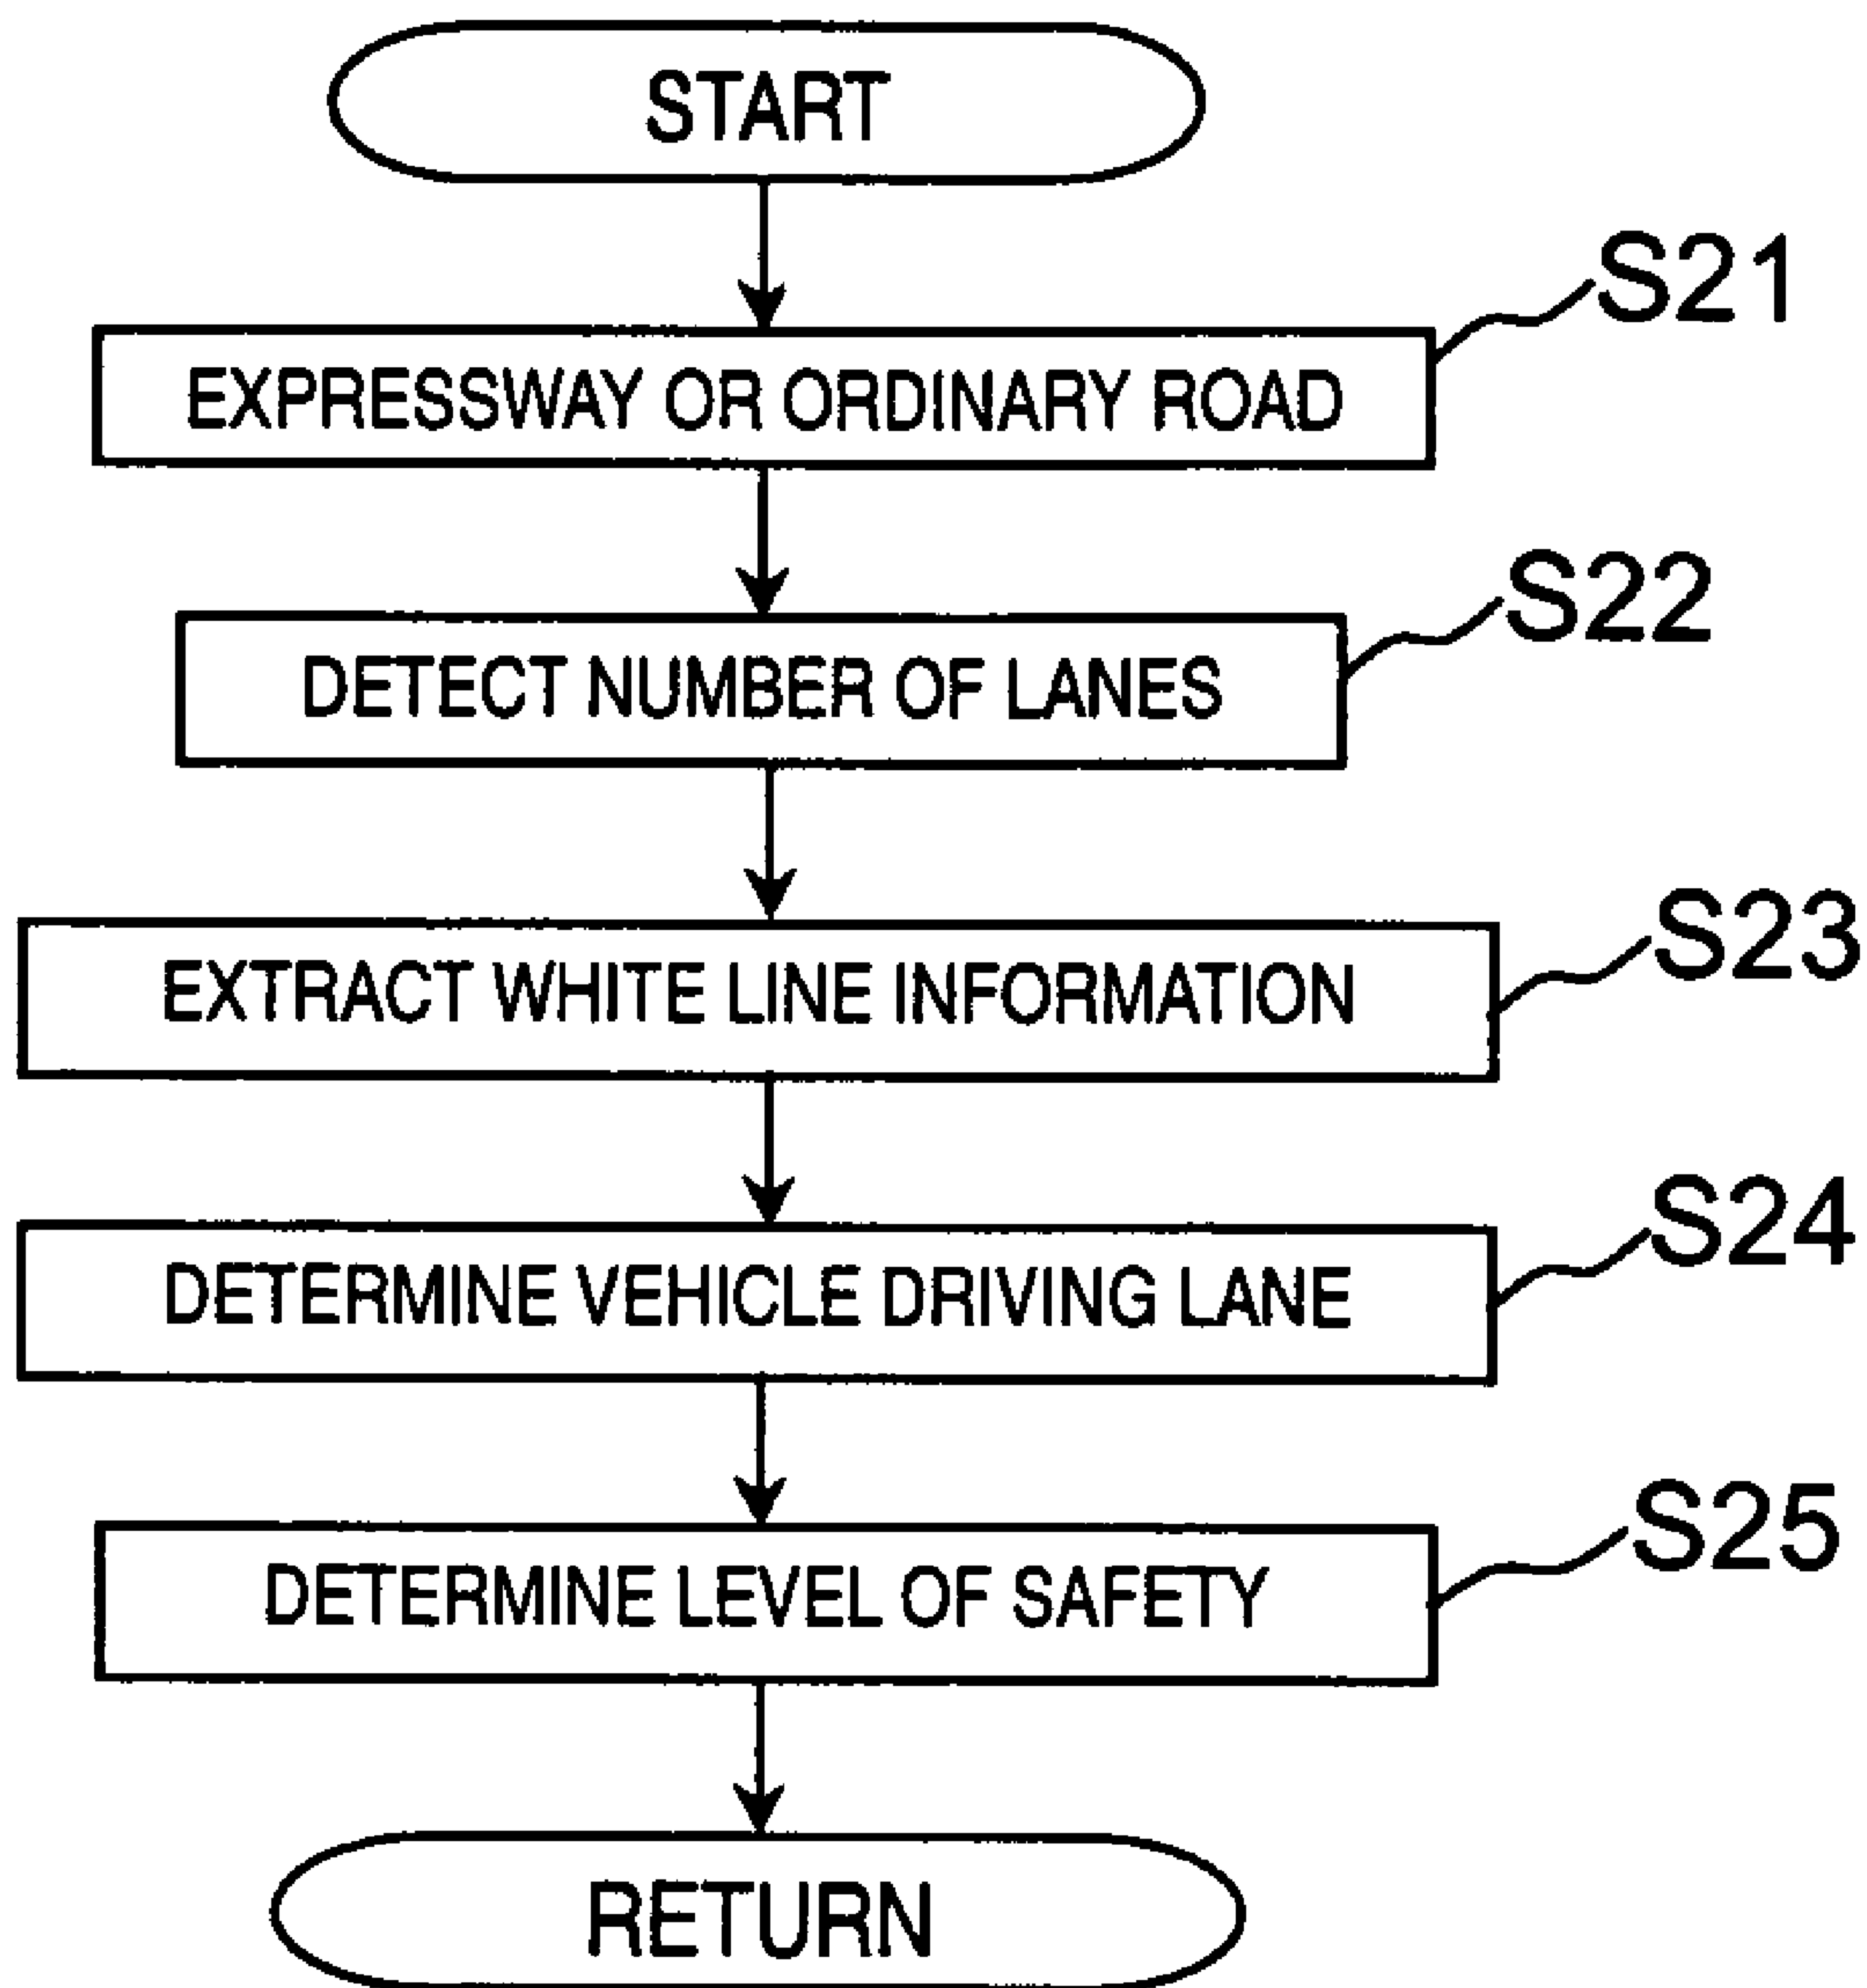 START
S21
EXPRESSWAY OR ORDINARY ROAD
S22
DETECT NUMBER OF LANES
S23
EXTRACT WHITE LINE INFORMATION
S24
DETERMINE VEHICLE DRIVING LANE
S25
DETERMINE LEVEL OF SAFETY
RETURN